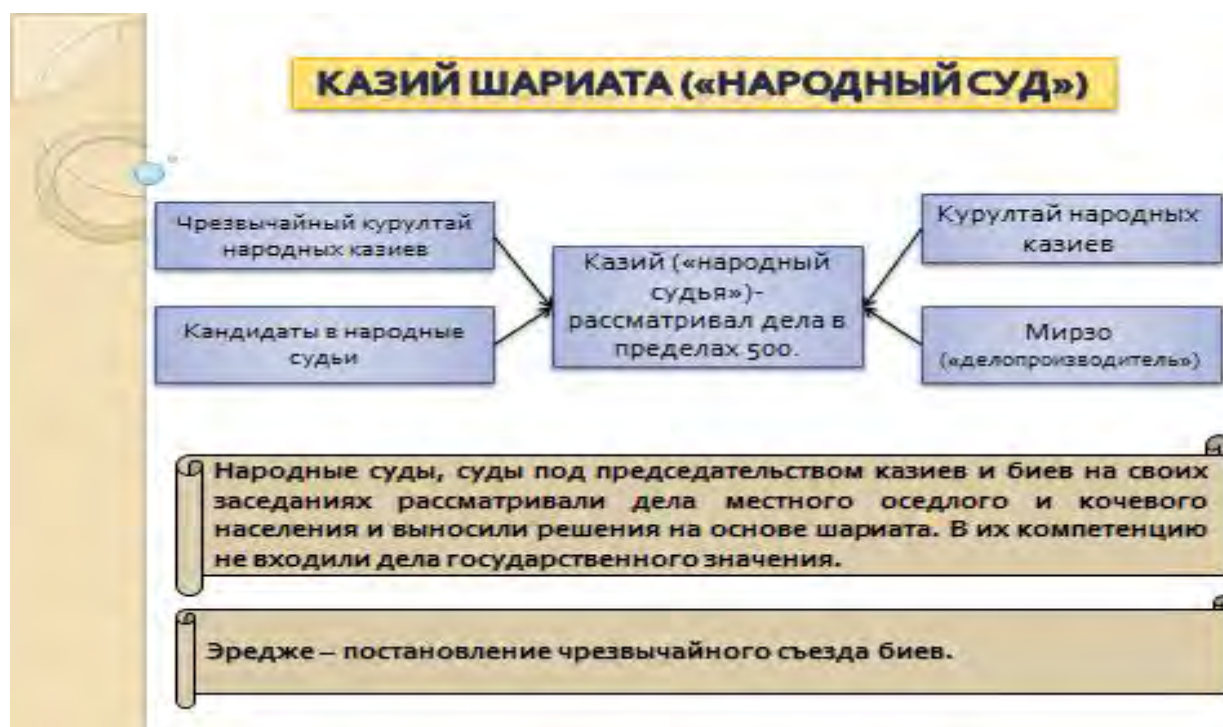 КАЗИЙ ШАРИАТА («НАРОДНЫЙ СУД»)
Чрезвычайный курултай
народных казиев
Кандидаты в народные
судьи
Казий («народный
судья»)-
рассматривал дела в
пределах 500.
Курултай народных
казиев
Мирзо
(«делопроизводитель»)
Народные суды, суды под председательством казиев и биев на своих
заседаниях рассматривали дела местного оседлого и кочевого
населения и выносили решения на основе шариата. В их компетенцию
не входили дела государственного значения.
Эредже – постановление чрезвычайного съезда биев.